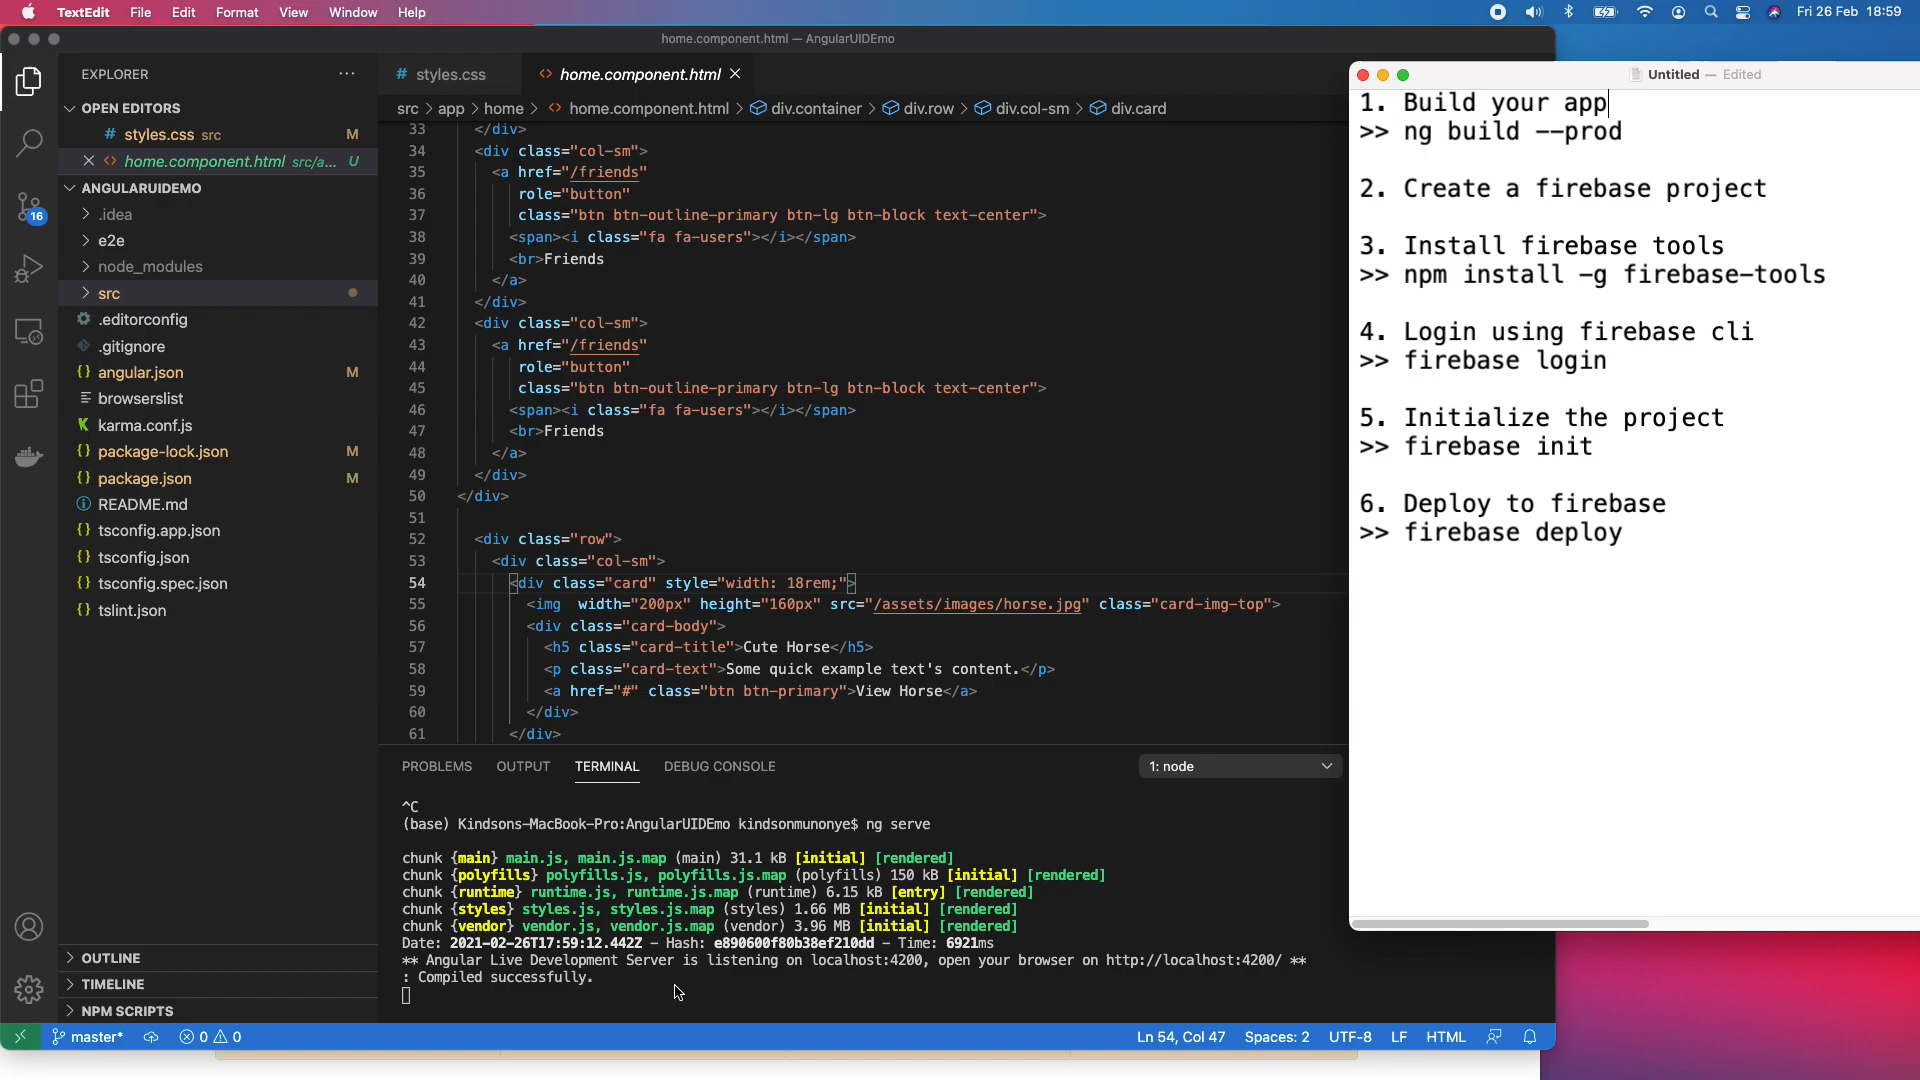 TextEdit File Edit Format View Window Help
Fri 26 Feb 18:59
home.component.html — AngularUIDEmo
EXPLORER
OPEN EDITORS
# styles.css src M
<> home.component.html src/a... U
ANGULARUIDEMO
.idea
e2e
node_modules
src
.editorconfig
.gitignore
{} angular.json M
browserslist
karma.conf.js
{} package-lock.json M
{} package.json M
README.md
{} tsconfig.app.json
{} tsconfig.json
{} tsconfig.spec.json
{} tslint.json
OUTLINE
TIMELINE
NPM SCRIPTS
16
# styles.css
<> home.component.html
src > app > home > <> home.component.html > div.container > div.row > div.col-sm > div.card
33 </div>
34 <div class="col-sm">
35 <a href="/friends"
36 role="button"
37 class="btn btn-outline-primary btn-lg btn-block text-center">
38 <span><i class="fa fa-users"></i></span>
39 <br>Friends
40 </a>
41 </div>
42 <div class="col-sm">
43 <a href="/friends"
44 role="button"
45 class="btn btn-outline-primary btn-lg btn-block text-center">
46 <span><i class="fa fa-users"></i></span>
47 <br>Friends
48 </a>
49 </div>
50 </div>
51
52 <div class="row">
53 <div class="col-sm">
54 <div class="card" style="width: 18rem;">
55 <img  width="200px" height="160px" src="/assets/images/horse.jpg" class="card-img-top">
56 <div class="card-body">
57 <h5 class="card-title">Cute Horse</h5>
58 <p class="card-text">Some quick example text's content.</p>
59 <a href="#" class="btn btn-primary">View Horse</a>
60 </div>
61 </div>
PROBLEMS OUTPUT TERMINAL DEBUG CONSOLE 1: node
^C
(base) Kindsons-MacBook-Pro:AngularUIDEmo kindsonmunonye$ ng serve
chunk {main} main.js, main.js.map (main) 31.1 kB [initial] [rendered]
chunk {polyfills} polyfills.js, polyfills.js.map (polyfills) 150 kB [initial] [rendered]
chunk {runtime} runtime.js, runtime.js.map (runtime) 6.15 kB [entry] [rendered]
chunk {styles} styles.js, styles.js.map (styles) 1.66 MB [initial] [rendered]
chunk {vendor} vendor.js, vendor.js.map (vendor) 3.96 MB [initial] [rendered]
Date: 2021-02-26T17:59:12.442Z - Hash: e890600f80b38ef210dd - Time: 6921ms
** Angular Live Development Server is listening on localhost:4200, open your browser on http://localhost:4200/ **
: Compiled successfully.
master* 0 0 Ln 54, Col 47 Spaces: 2 UTF-8 LF HTML
Untitled — Edited
1. Build your app
>> ng build --prod
2. Create a firebase project
3. Install firebase tools
>> npm install -g firebase-tools
4. Login using firebase cli
>> firebase login
5. Initialize the project
>> firebase init
6. Deploy to firebase
>> firebase deploy